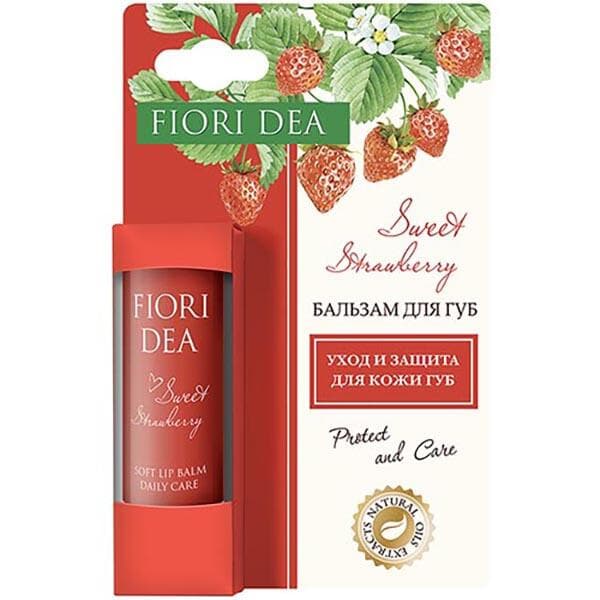 FIORI DEA
Sweet
Strawberry
БАЛЬЗАМ ДЛЯ ГУБ
УХОД И ЗАЩИТА
ДЛЯ КОЖИ ГУБ
Protect
and Care
NATURAL OILS EXTRACTS
FIORI
DEA
Sweet
Strawberry
SOFT LIP BALM
DAILY CARE